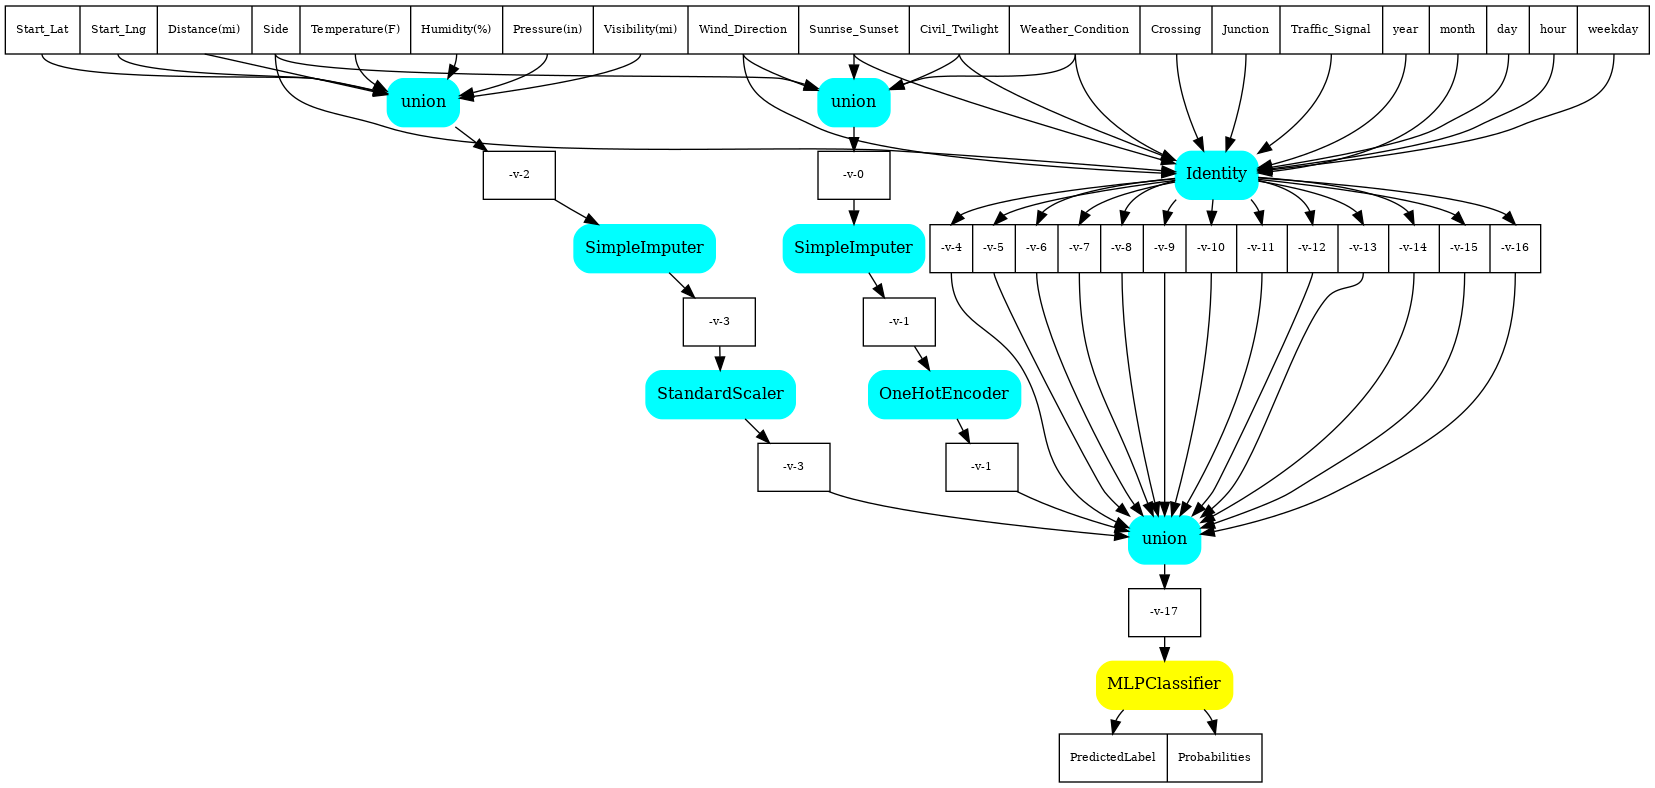 Start_Lat Start_Lng Distance(mi) Side Temperature(F) Humidity(%) Pressure(in) Visibility(mi) Wind_Direction Sunrise_Sunset Civil_Twilight Weather_Condition Crossing Junction Traffic_Signal year month day hour weekday
union union
-v-2 -v-0 Identity
SimpleImputer SimpleImputer -v-4 -v-5 -v-6 -v-7 -v-8 -v-9 -v-10 -v-11 -v-12 -v-13 -v-14 -v-15 -v-16
-v-3 -v-1
StandardScaler OneHotEncoder
-v-3 -v-1
union
-v-17
MLPClassifier
PredictedLabel Probabilities